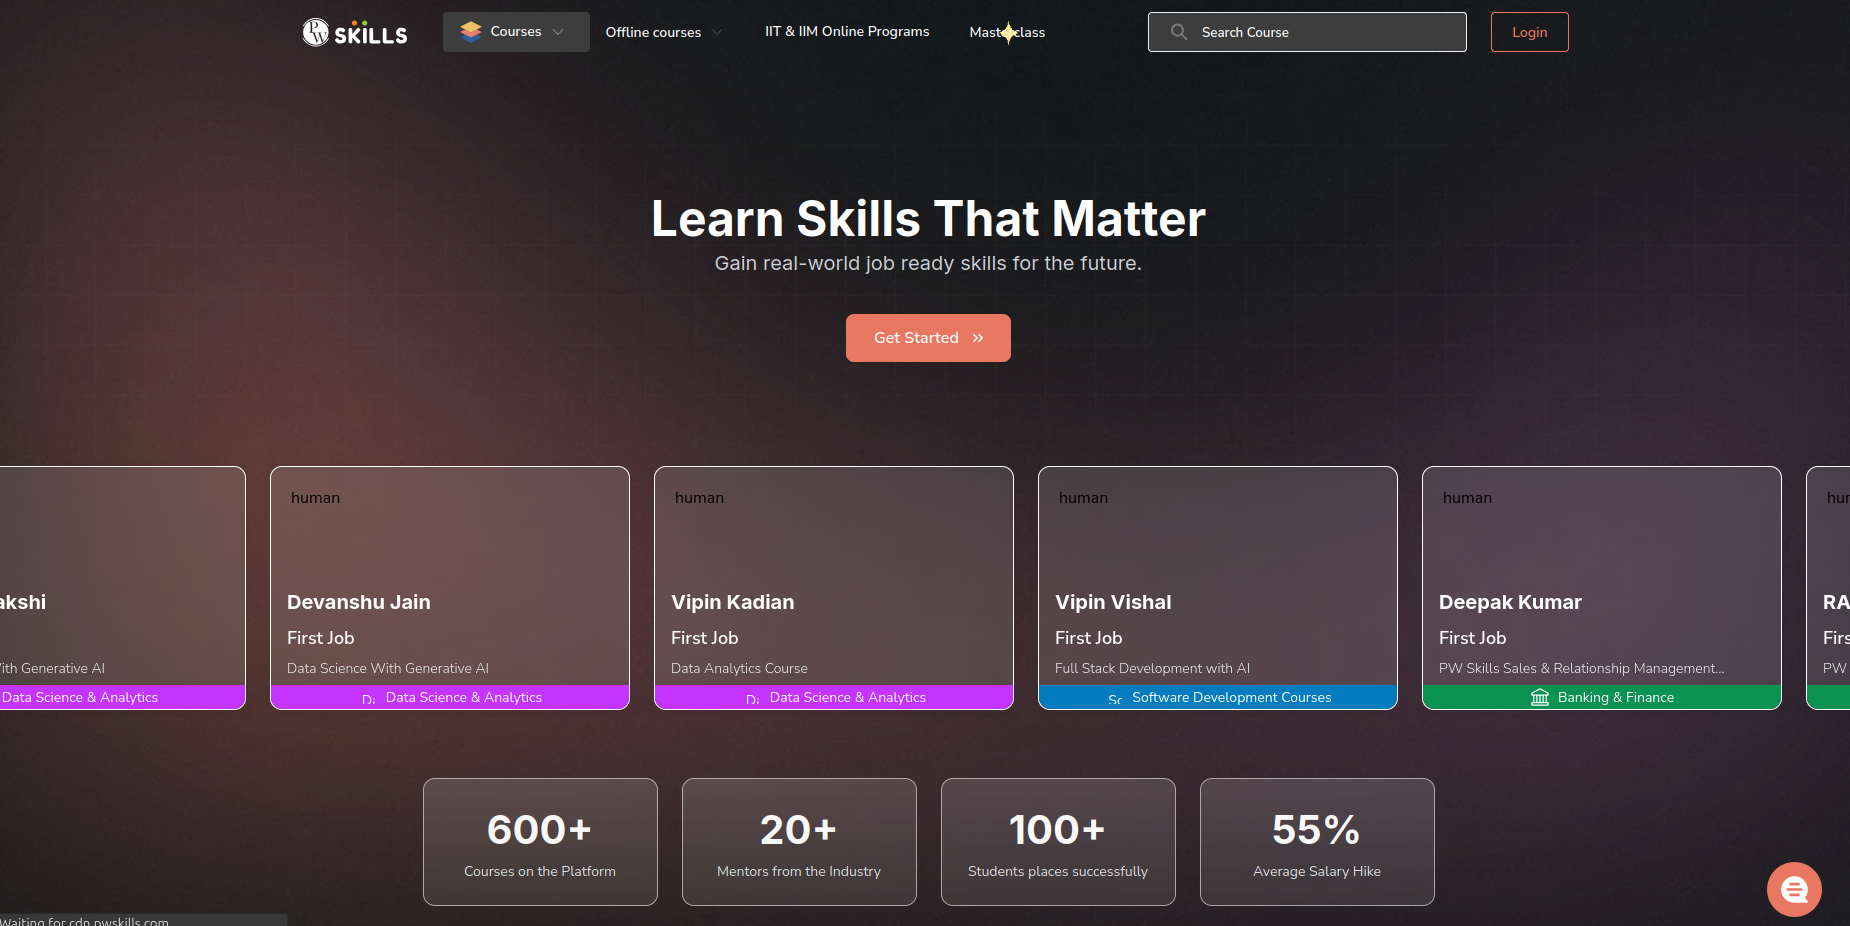 PW SKILLS
Courses
Offline courses
IIT & IIM Online Programs
Masterclass
Search Course
Login
Learn Skills That Matter
Gain real-world job ready skills for the future.
Get Started »
akshi
With Generative AI
Data Science & Analytics
human
Devanshu Jain
First Job
Data Science With Generative AI
Data Science & Analytics
human
Vipin Kadian
First Job
Data Analytics Course
Data Science & Analytics
human
Vipin Vishal
First Job
Full Stack Development with AI
Software Development Courses
human
Deepak Kumar
First Job
PW Skills Sales & Relationship Management...
Banking & Finance
hur
RA
Firs
PW
600+
Courses on the Platform
20+
Mentors from the Industry
100+
Students places successfully
55%
Average Salary Hike
Waiting for cdn.pwskills.com